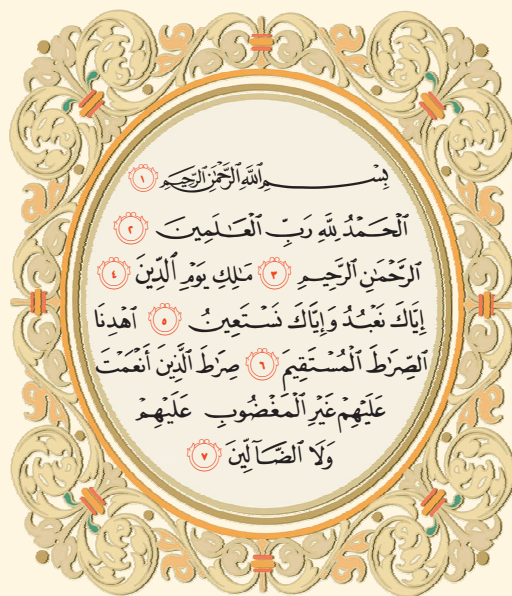 بِسْمِ ٱللَّهِ ٱلرَّحْمَٰنِ ٱلرَّحِيمِ ١
ٱلْحَمْدُ لِلَّهِ رَبِّ ٱلْعَٰلَمِينَ ٢
ٱلرَّحْمَٰنِ ٱلرَّحِيمِ ٣ مَٰلِكِ يَوْمِ ٱلدِّينِ ٤
إِيَّاكَ نَعْبُدُ وَإِيَّاكَ نَسْتَعِينُ ٥ ٱهْدِنَا
ٱلصِّرَٰطَ ٱلْمُسْتَقِيمَ ٦ صِرَٰطَ ٱلَّذِينَ أَنْعَمْتَ
عَلَيْهِمْ غَيْرِ ٱلْمَغْضُوبِ عَلَيْهِمْ
وَلَا ٱلضَّآلِّينَ ٧